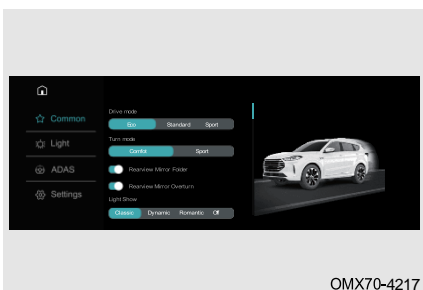 Common
Light
ADAS
Settings
Drive mode
Eco Standard Sport
Turn mode
Comfot Sport
Rearview Mirror Folder
Rearview Mirror Overturn
Light Show
Classic Dynamic Romantic Off
OMX70-4217